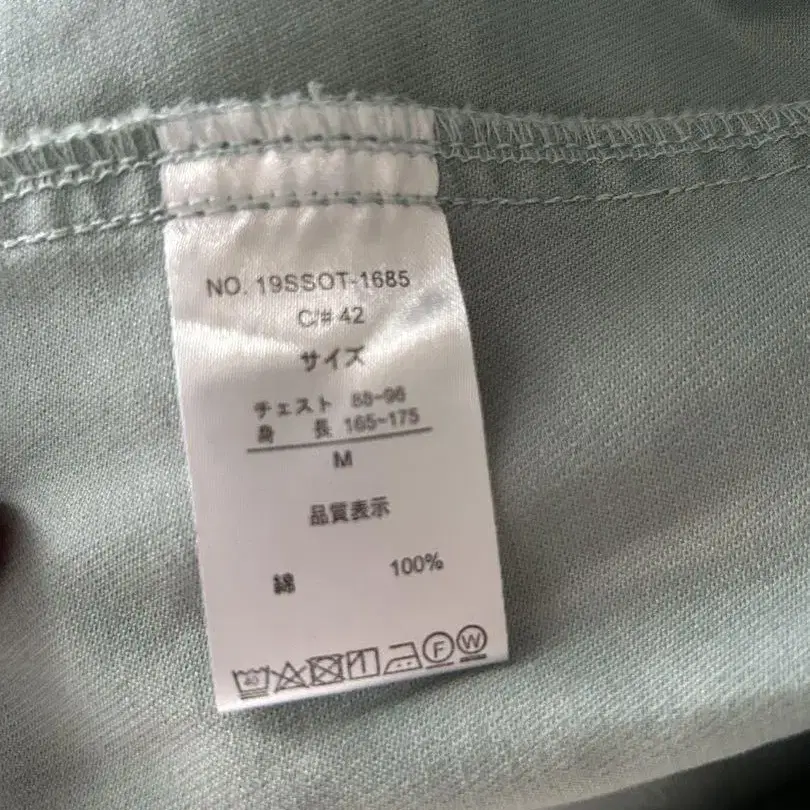 NO. 19SSOT-1685
C/# 42
サイズ
チェスト 88-96
身 長 165-175
M
品質表示
綿 100%
40
F W